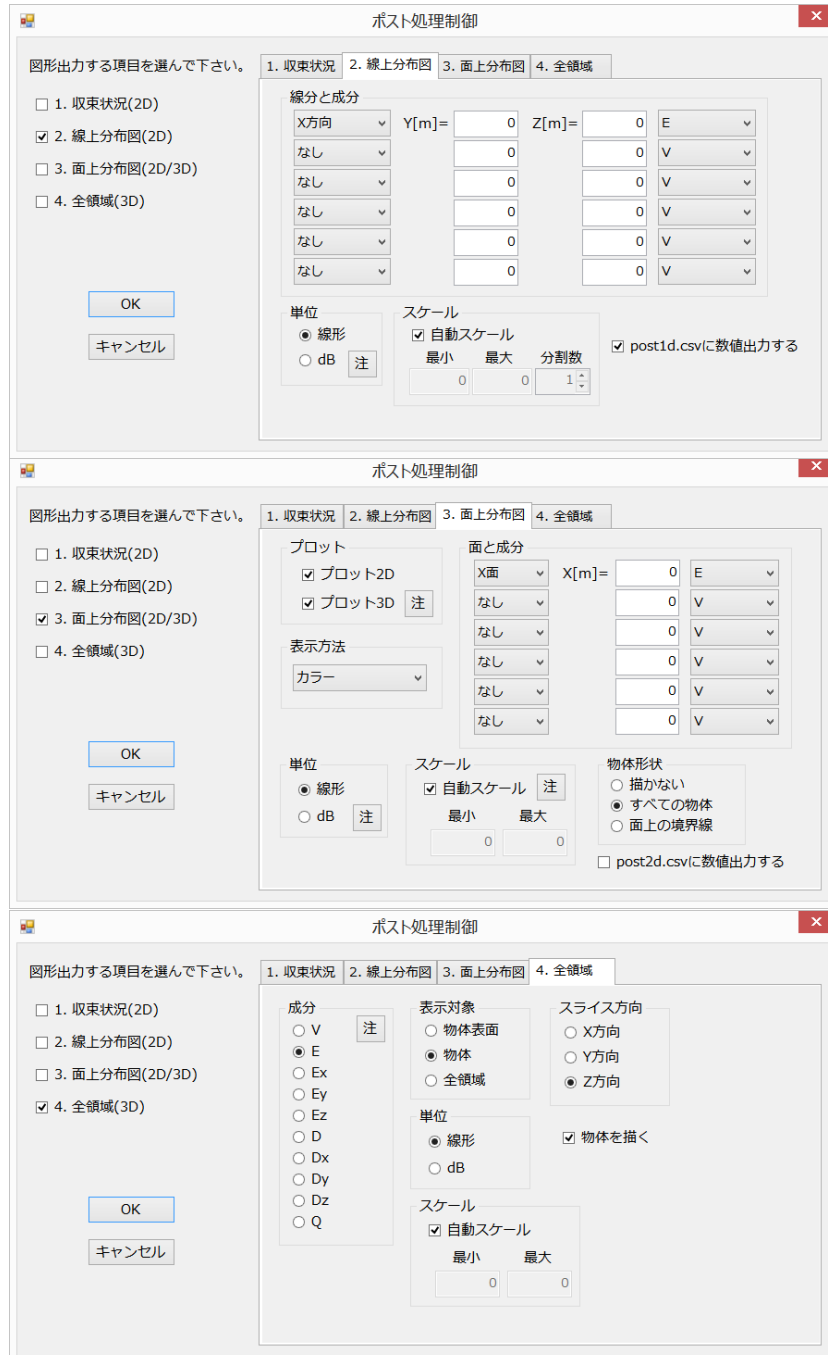 ポスト処理制御
図形出力する項目を選んで下さい。
1. 収束状況 2. 線上分布図 3. 面上分布図 4. 全領域
1. 収束状況(2D)
2. 線上分布図(2D)
3. 面上分布図(2D/3D)
4. 全領域(3D)
OK
キャンセル
線分と成分
X方向 Y[m]= 0 Z[m]= 0 E
なし 0 0 V
なし 0 0 V
なし 0 0 V
なし 0 0 V
なし 0 0 V
単位
線形
dB 注
スケール
自動スケール
最小 最大 分割数
0 0 1
post1d.csvに数値出力する
ポスト処理制御
図形出力する項目を選んで下さい。
1. 収束状況 2. 線上分布図 3. 面上分布図 4. 全領域
1. 収束状況(2D)
2. 線上分布図(2D)
3. 面上分布図(2D/3D)
4. 全領域(3D)
OK
キャンセル
プロット
プロット2D
プロット3D 注
表示方法
カラー
面と成分
X面 X[m]= 0 E
なし 0 V
なし 0 V
なし 0 V
なし 0 V
なし 0 V
単位
線形
dB 注
スケール
自動スケール 注
最小 最大
0 0
物体形状
描かない
すべての物体
面上の境界線
post2d.csvに数値出力する
ポスト処理制御
図形出力する項目を選んで下さい。
1. 収束状況 2. 線上分布図 3. 面上分布図 4. 全領域
1. 収束状況(2D)
2. 線上分布図(2D)
3. 面上分布図(2D/3D)
4. 全領域(3D)
OK
キャンセル
成分
V 注
E
Ex
Ey
Ez
D
Dx
Dy
Dz
Q
表示対象
物体表面
物体
全領域
単位
線形
dB
スケール
自動スケール
最小 最大
0 0
スライス方向
X方向
Y方向
Z方向
物体を描く